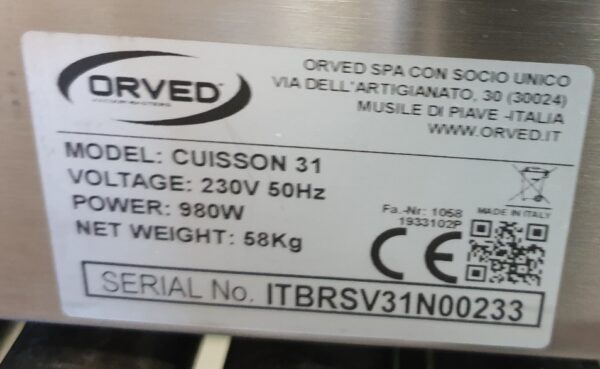 ORVED
ORVED SPA CON SOCIO UNICO
VIA DELL'ARTIGIANATO, 30 (30024)
MUSILE DI PIAVE -ITALIA
WWW.ORVED.IT
MODEL: CUISSON 31
VOLTAGE: 230V 50Hz
POWER: 980W
NET WEIGHT: 58Kg
Fa.-Nr: 1058
1933102P
MADE IN ITALY
CE
SERIAL No. ITBRSV31N00233